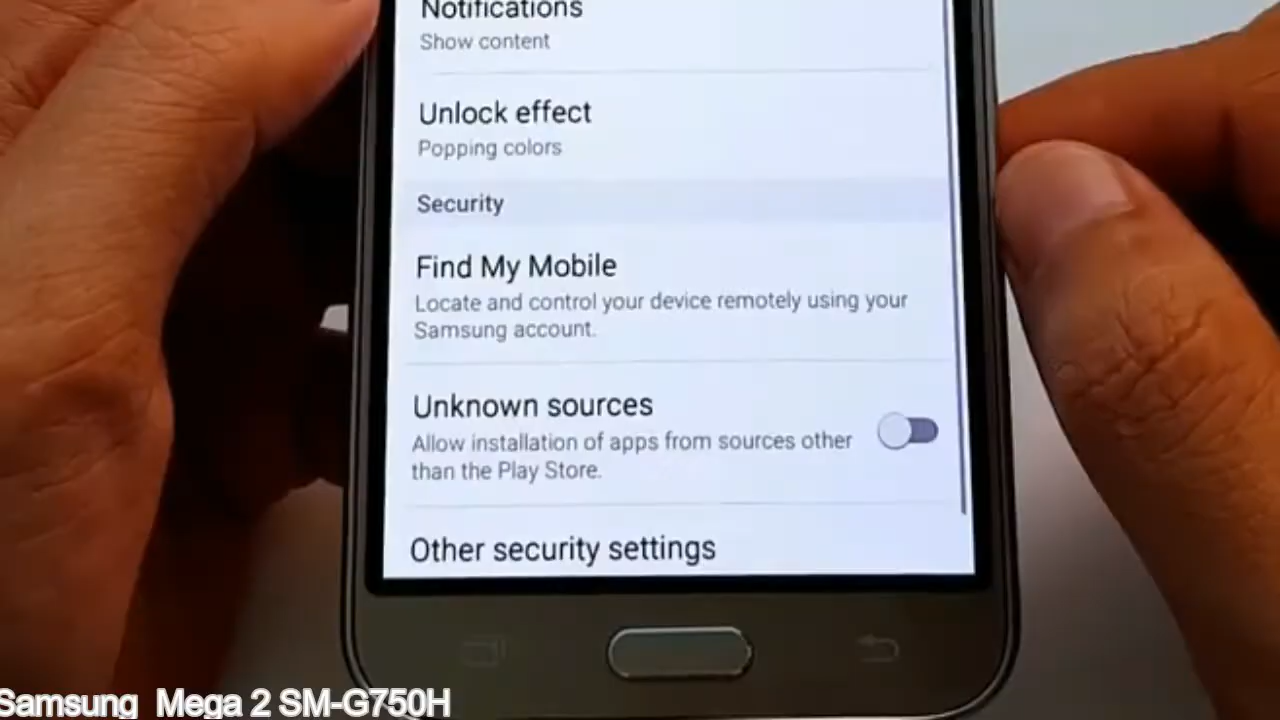 Notifications
Show content
Unlock effect
Popping colors
Security
Find My Mobile
Locate and control your device remotely using your
Samsung account.
Unknown sources
Allow installation of apps from sources other
than the Play Store.
Other security settings
Samsung Mega 2 SM-G750H